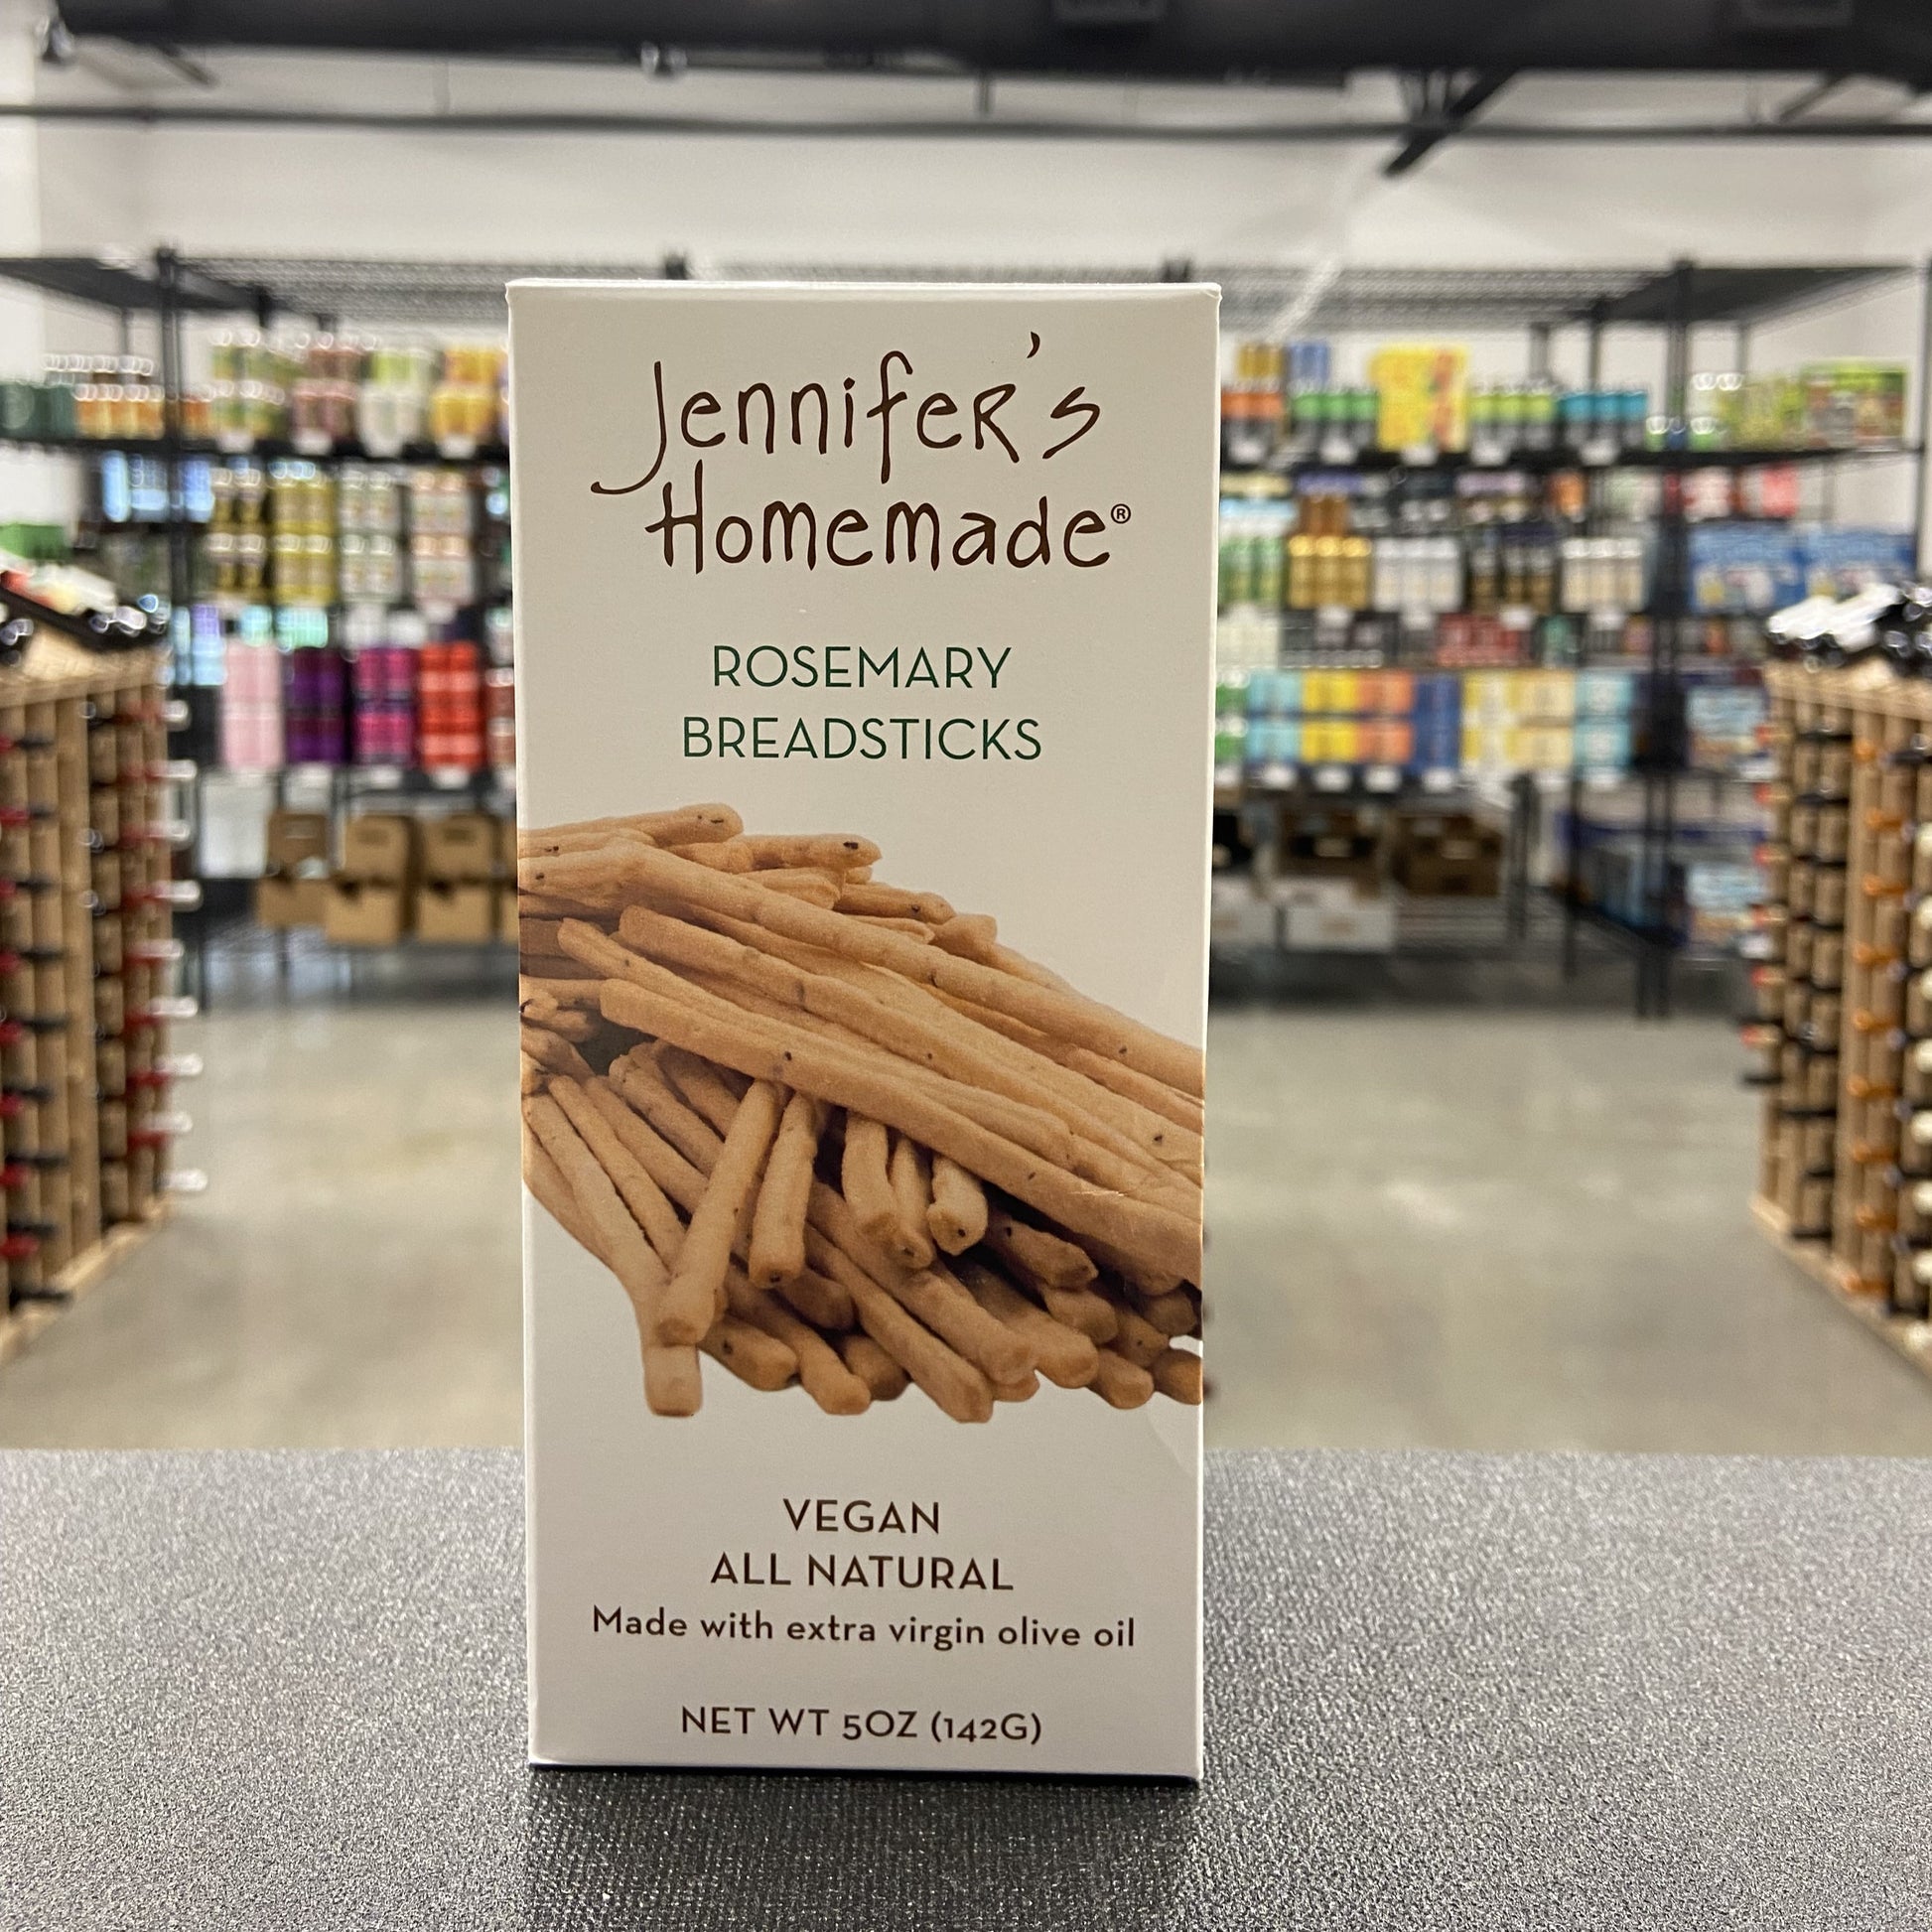 Jennifer's
Homemade®
ROSEMARY
BREADSTICKS
VEGAN
ALL NATURAL
Made with extra virgin olive oil
NET WT 5OZ (142G)